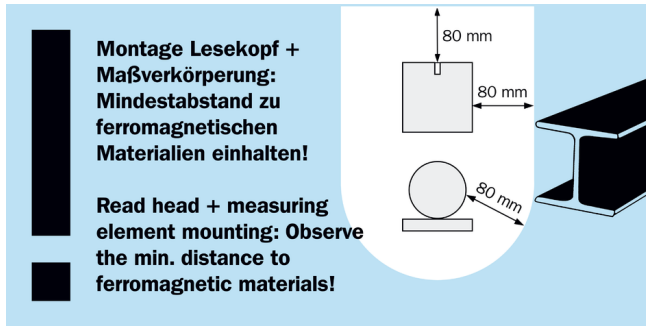 Montage Lesekopf +
Maßverkörperung:
Mindestabstand zu
ferromagnetischen
Materialien einhalten!
Read head + measuring
element mounting: Observe
the min. distance to
ferromagnetic materials!
80 mm
80 mm
80 mm